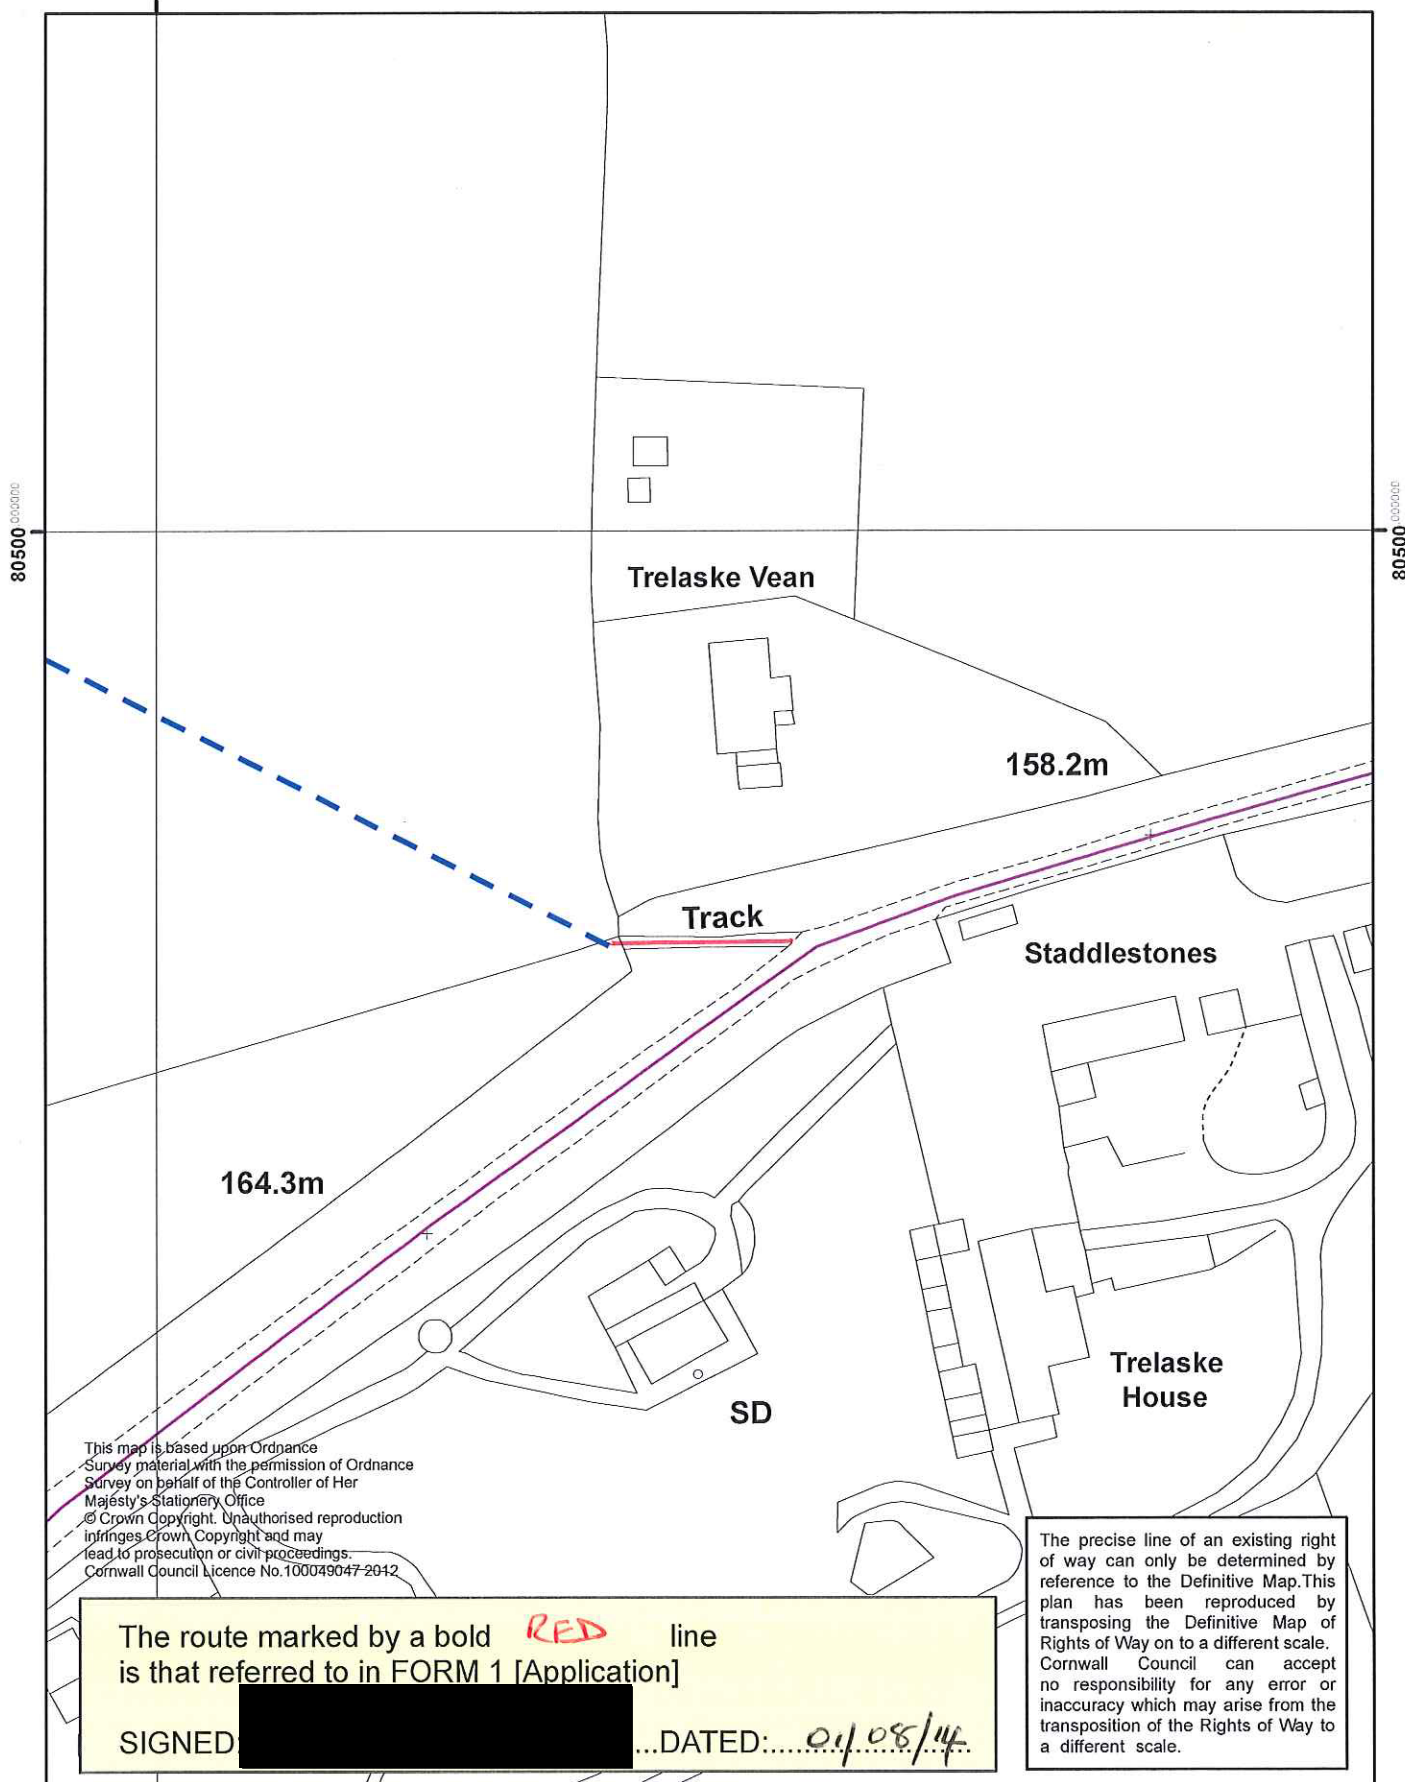 80500.000000
80500.000000
Trelaske Vean
158.2m
Track
Staddlestones
164.3m
Trelaske
House
SD
This map is based upon Ordnance
Survey material with the permission of Ordnance
Survey on behalf of the Controller of Her
Majesty's Stationery Office
© Crown Copyright. Unauthorised reproduction
infringes Crown Copyright and may
lead to prosecution or civil proceedings.
Cornwall Council Licence No.100049047 2012
The precise line of an existing right
of way can only be determined by
reference to the Definitive Map.This
plan has been reproduced by
transposing the Definitive Map of
Rights of Way on to a different scale.
Cornwall Council can accept
no responsibility for any error or
inaccuracy which may arise from the
transposition of the Rights of Way to
a different scale.
The route marked by a bold RED line
is that referred to in FORM 1 [Application]
SIGNED: ...DATED:....01/08/14